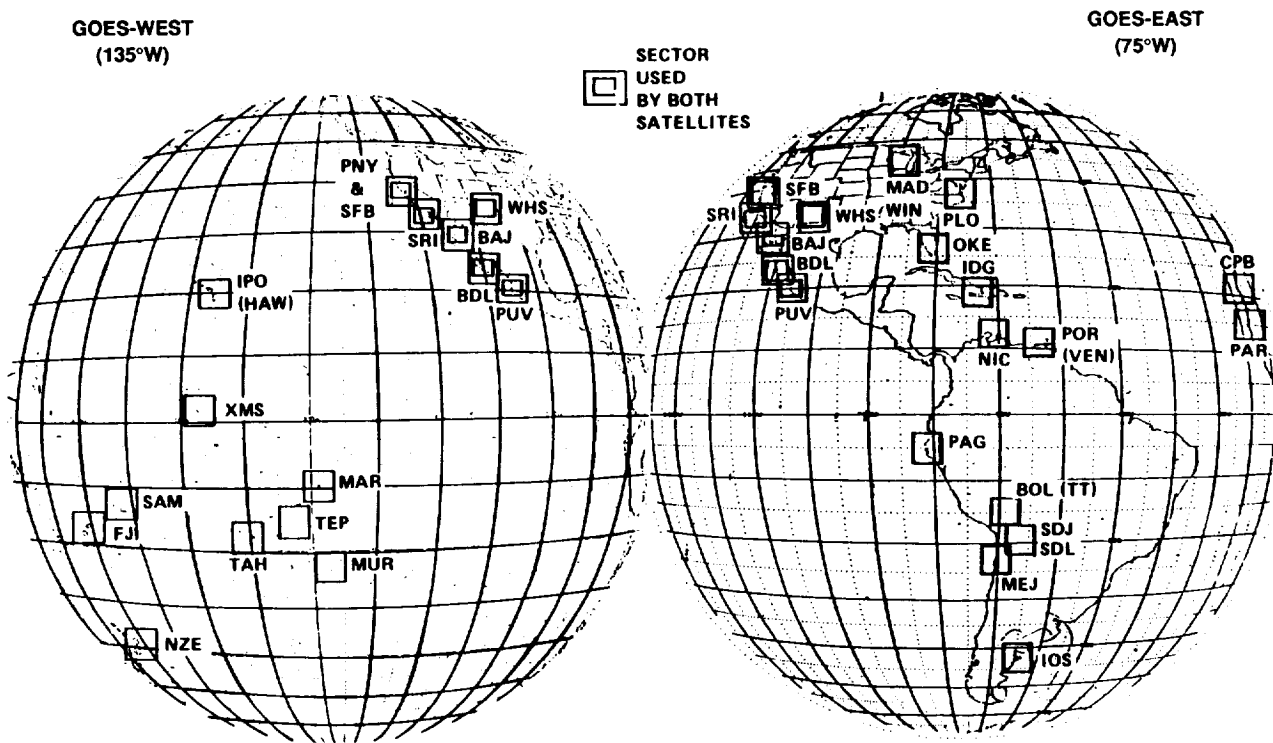 GOES-WEST
(135°W)
GOES-EAST
(75°W)
SECTOR
USED
BY BOTH
SATELLITES
PNY
&
SFB
WHS
SRI
BAJ
BDL
PUV
IPO
(HAW)
XMS
MAR
SAM
TEP
FJI
TAH
MUR
NZE
SFB
MAD
SRI
WHS
WIN
PLO
BAJ
OKE
BDL
IDG
CPB
PUV
NIC
POR
(VEN)
PAR
PAG
BOL (TT)
SDJ
SDL
MEJ
IOS